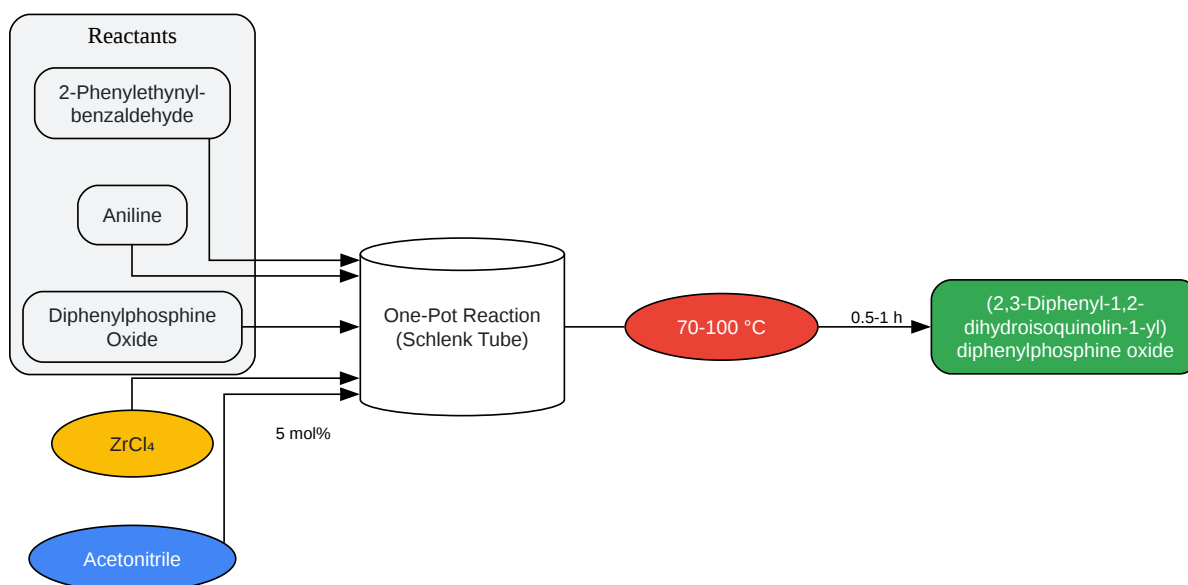 Reactants
2-Phenylethynyl-
benzaldehyde
Aniline
Diphenylphosphine
Oxide
ZrCl₄
5 mol%
Acetonitrile
One-Pot Reaction
(Schlenk Tube)
70-100 °C
0.5-1 h
(2,3-Diphenyl-1,2-
dihydroisoquinolin-1-yl)
diphenylphosphine oxide